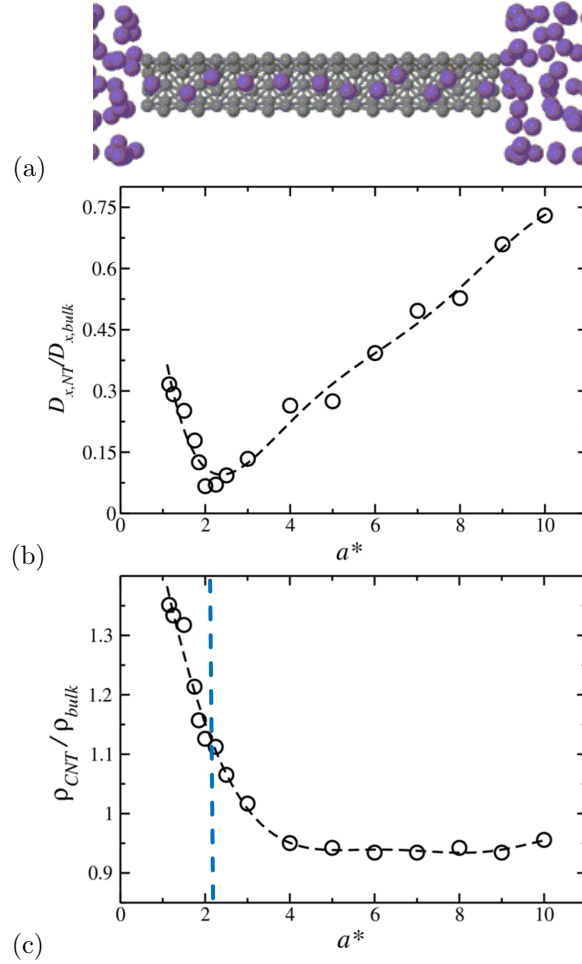 (a)
0.75
0.6
0.45
0.3
0.15
0
D_{x,NT}/D_{x,bulk}
0 2 4 6 8 10
a*
(b)
1.3
1.2
1.1
1
0.9
ρ_{CNT} / ρ_{bulk}
0 2 4 6 8 10
a*
(c)